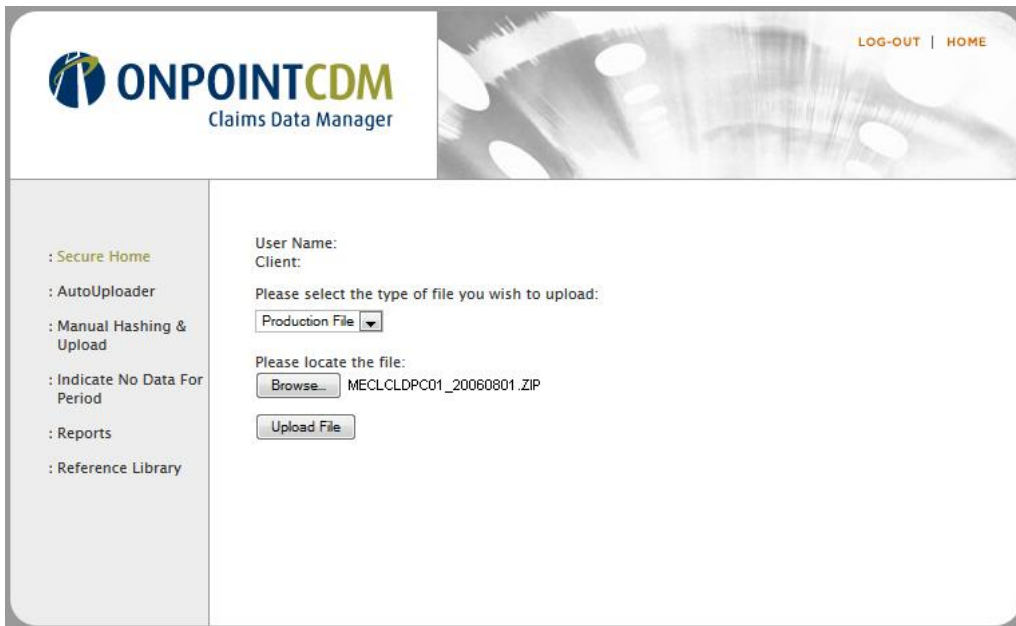 ONPOINTCDM
Claims Data Manager
LOG-OUT | HOME
: Secure Home
: AutoUploader
: Manual Hashing &
Upload
: Indicate No Data For
Period
: Reports
: Reference Library
User Name:
Client:
Please select the type of file you wish to upload:
Production File
Please locate the file:
Browse... MECLCLDPC01_20060801.ZIP
Upload File